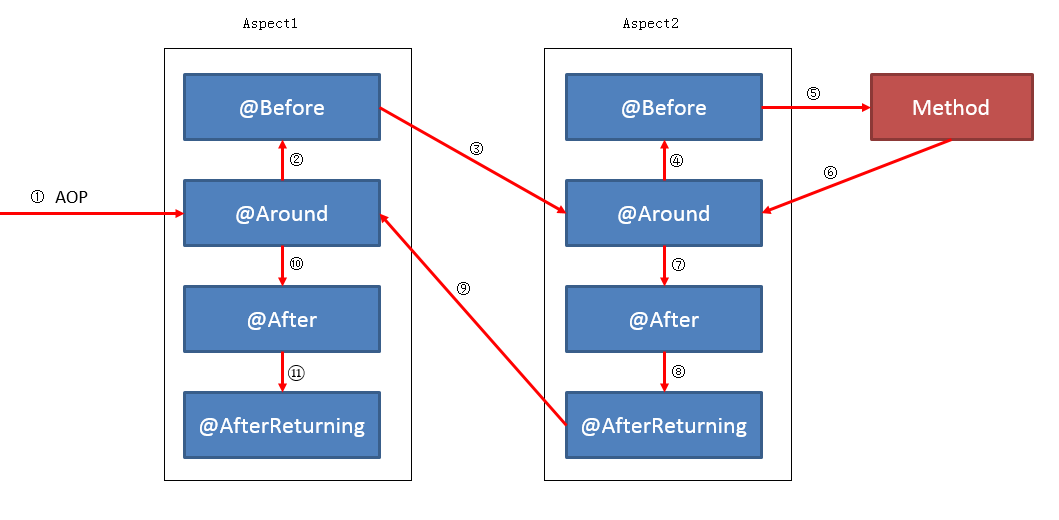 Aspect1
Aspect2
@Before
@Before
Method
⑤
②
③
④
⑥
① AOP
@Around
@Around
⑩
⑦
⑨
@After
@After
⑪
⑧
@AfterReturning
@AfterReturning